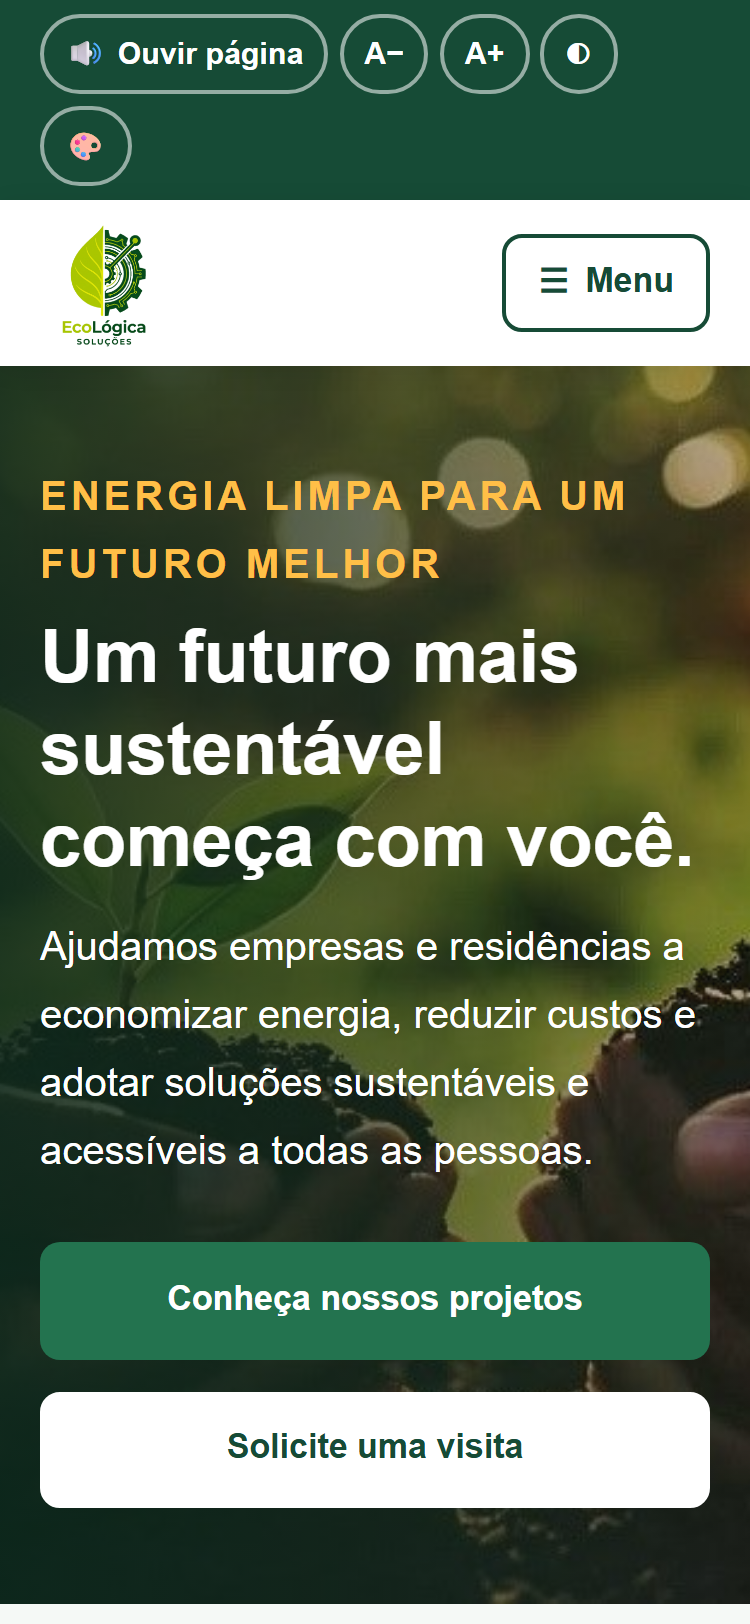 Ouvir página A− A+
EcoLógica
SOLUÇÕES
☰ Menu
ENERGIA LIMPA PARA UM
FUTURO MELHOR
Um futuro mais
sustentável
começa com você.
Ajudamos empresas e residências a
economizar energia, reduzir custos e
adotar soluções sustentáveis e
acessíveis a todas as pessoas.
Conheça nossos projetos
Solicite uma visita